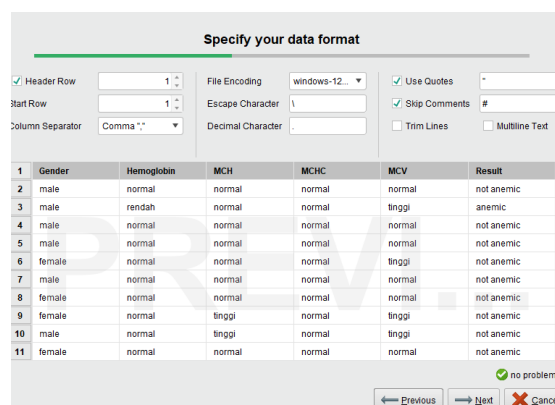 Specify your data format
Header Row 1 File Encoding windows-12... Use Quotes "
Start Row 1 Escape Character \ Skip Comments #
Column Separator Comma "," Decimal Character . Trim Lines Multiline Text
1 Gender Hemoglobin MCH MCHC MCV Result
2 male normal normal normal normal not anemic
3 male rendah normal normal tinggi anemic
4 male normal normal normal normal not anemic
5 male normal normal normal normal not anemic
6 female normal normal normal tinggi not anemic
7 male normal normal normal normal not anemic
8 female normal normal normal normal not anemic
9 female normal tinggi normal tinggi not anemic
10 male normal tinggi normal tinggi not anemic
11 female normal normal normal normal not anemic
PREVI...
no problem
Previous Next Cance